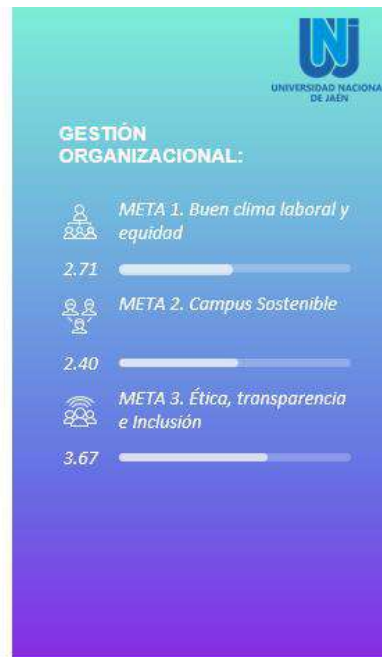 UNIVERSIDAD NACIONA
DE JAÉN
GESTIÓN
ORGANIZACIONAL:
META 1. Buen clima laboral y
equidad
2.71
META 2. Campus Sostenible
2.40
META 3. Ética, transparencia
e Inclusión
3.67